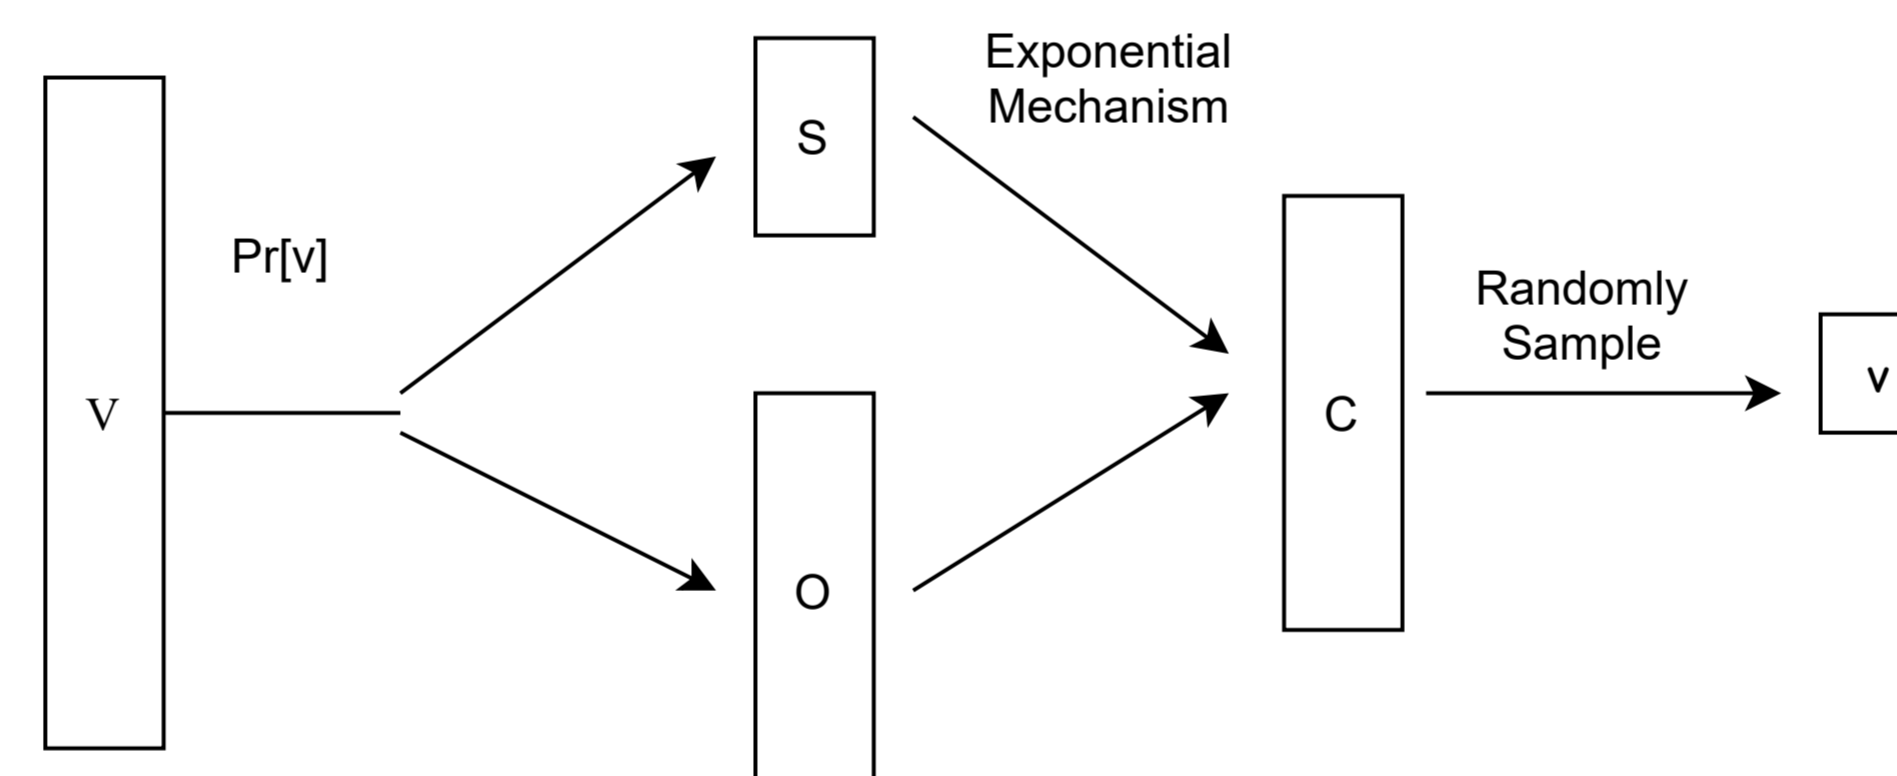 V
Pr[v]
S
O
Exponential
Mechanism
C
Randomly
Sample
v